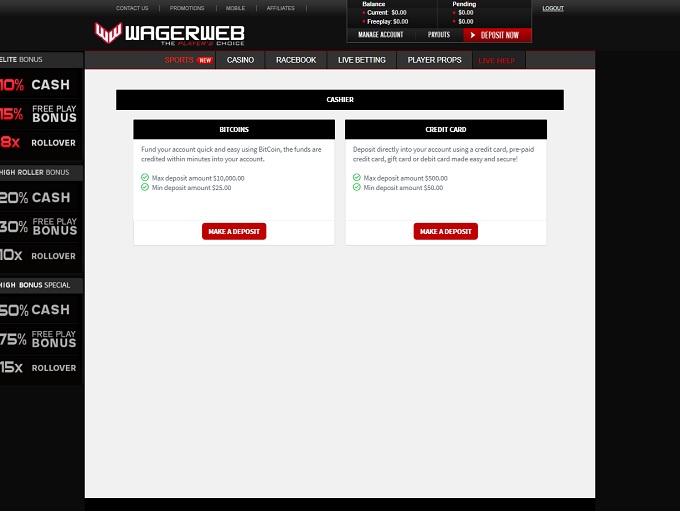 CONTACT US PROMOTIONS MOBILE AFFILIATES
Balance Pending
Current: $0.00 $0.00
Freeplay: $0.00 $0.00
LOGOUT
WAGERWEB
THE PLAYER'S CHOICE
MANAGE ACCOUNT PAYOUTS DEPOSIT NOW
SPORTS NEW CASINO RACEBOOK LIVE BETTING PLAYER PROPS LIVE HELP
ELITE BONUS
10% CASH
15% FREE PLAY
BONUS
8x ROLLOVER
HIGH ROLLER BONUS
20% CASH
30% FREE PLAY
BONUS
10x ROLLOVER
HIGH BONUS SPECIAL
50% CASH
75% FREE PLAY
BONUS
15x ROLLOVER
CASHIER
BITCOINS
Fund your account quick and easy using BitCoin, the funds are
credited within minutes into your account.
Max deposit amount $10,000.00
Min deposit amount $25.00
MAKE A DEPOSIT
CREDIT CARD
Deposit directly into your account using a credit card, pre-paid
credit card, gift card or debit card made easy and secure!
Max deposit amount $500.00
Min deposit amount $50.00
MAKE A DEPOSIT